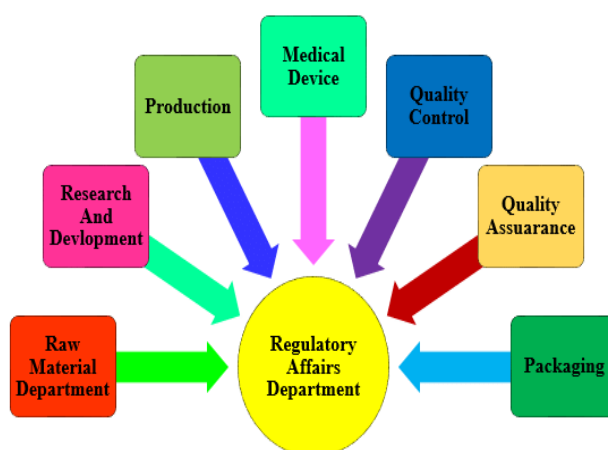 Medical
Device
Production
Quality
Control
Research
And
Devlopment
Quality
Assuarance
Raw
Material
Department
Regulatory
Affairs
Department
Packaging